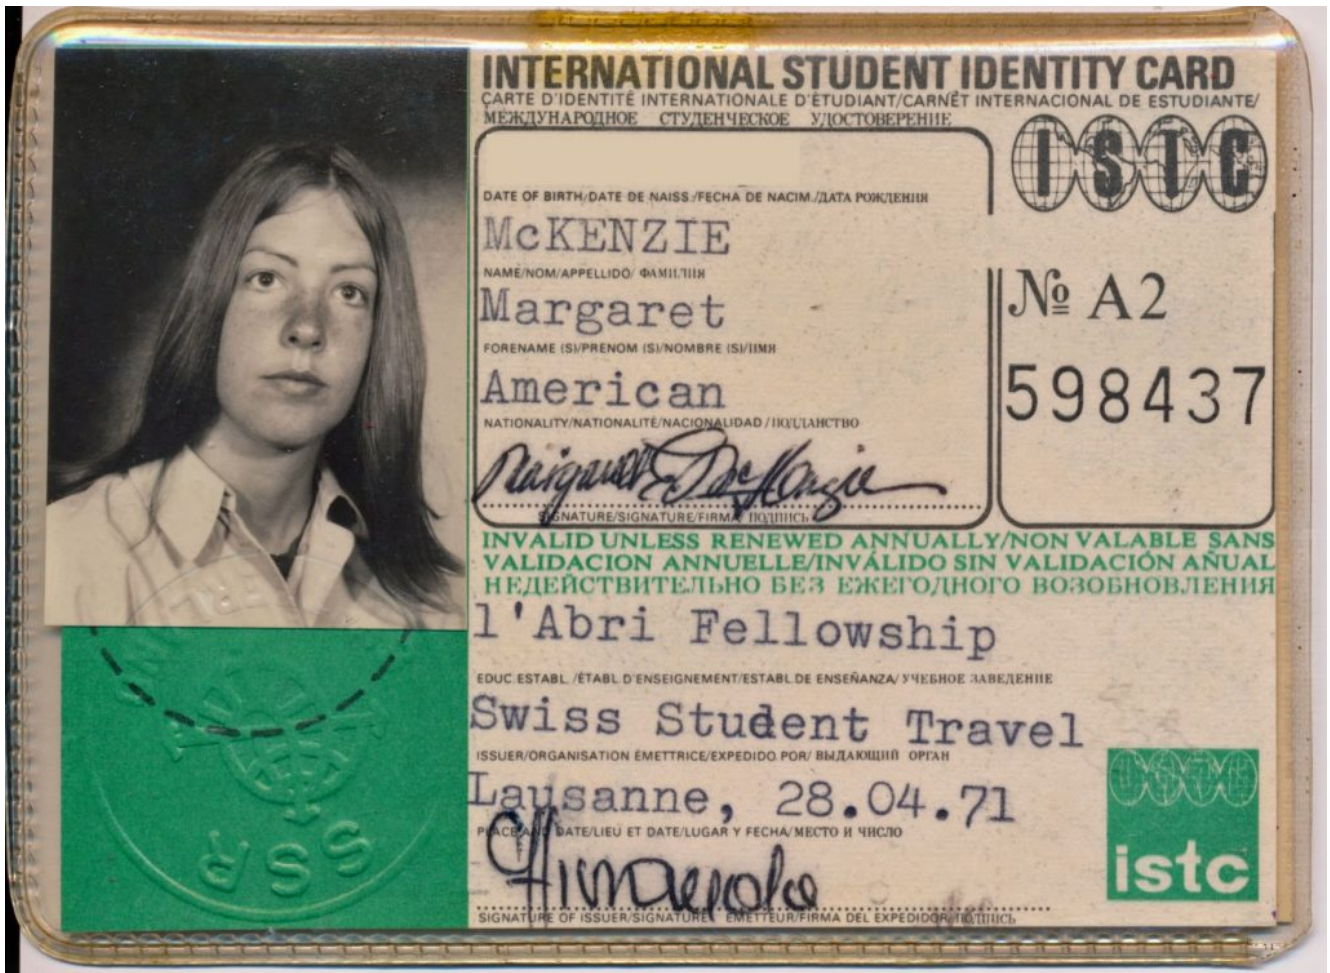 INTERNATIONAL STUDENT IDENTITY CARD
CARTE D'IDENTITÉ INTERNATIONALE D'ÉTUDIANT/CARNÉT INTERNACIONAL DE ESTUDIANTE/
МЕЖДУНАРОДНОЕ СТУДЕНЧЕСКОЕ УДОСТОВЕРЕНИЕ
ISTC
DATE OF BIRTH/DATE DE NAISS./FECHA DE NACIM./ДАТА РОЖДЕНИЯ
McKENZIE
NAME/NOM/APPELLIDO/ ФАМИЛИЯ
Margaret
FORENAME (S)/PRENOM (S)/NOMBRE (S)/ИМЯ
American
NATIONALITY/NATIONALITÉ/NACIONALIDAD/ПОДДАНСТВО
Margaret E McKenzie
SIGNATURE/SIGNATURE/FIRMA/ ПОДПИСЬ
№ A2
598437
INVALID UNLESS RENEWED ANNUALLY/NON VALABLE SANS
VALIDACION ANNUELLE/INVÁLIDO SIN VALIDACIÓN AÑUAL
НЕДЕЙСТВИТЕЛЬНО БЕЗ ЕЖЕГОДНОГО ВОЗОБНОВЛЕНИЯ
l'Abri Fellowship
EDUC.ESTABL./ÉTABL.D'ENSEIGNEMENT/ESTABL.DE ENSEÑANZA/ УЧЕБНОЕ ЗАВЕДЕНИЕ
Swiss Student Travel
ISSUER/ORGANISATION ÉMETTRICE/EXPEDIDO POR/ ВЫДАЮЩИЙ ОРГАН
Lausanne, 28.04.71
PLACE AND DATE/LIEU ET DATE/LUGAR Y FECHA/МЕСТО И ЧИСЛО
SIGNATURE OF ISSUER/SIGNATURE EMETTEUR/FIRMA DEL EXPEDIDOR/ПОДПИСЬ
istc
SSR